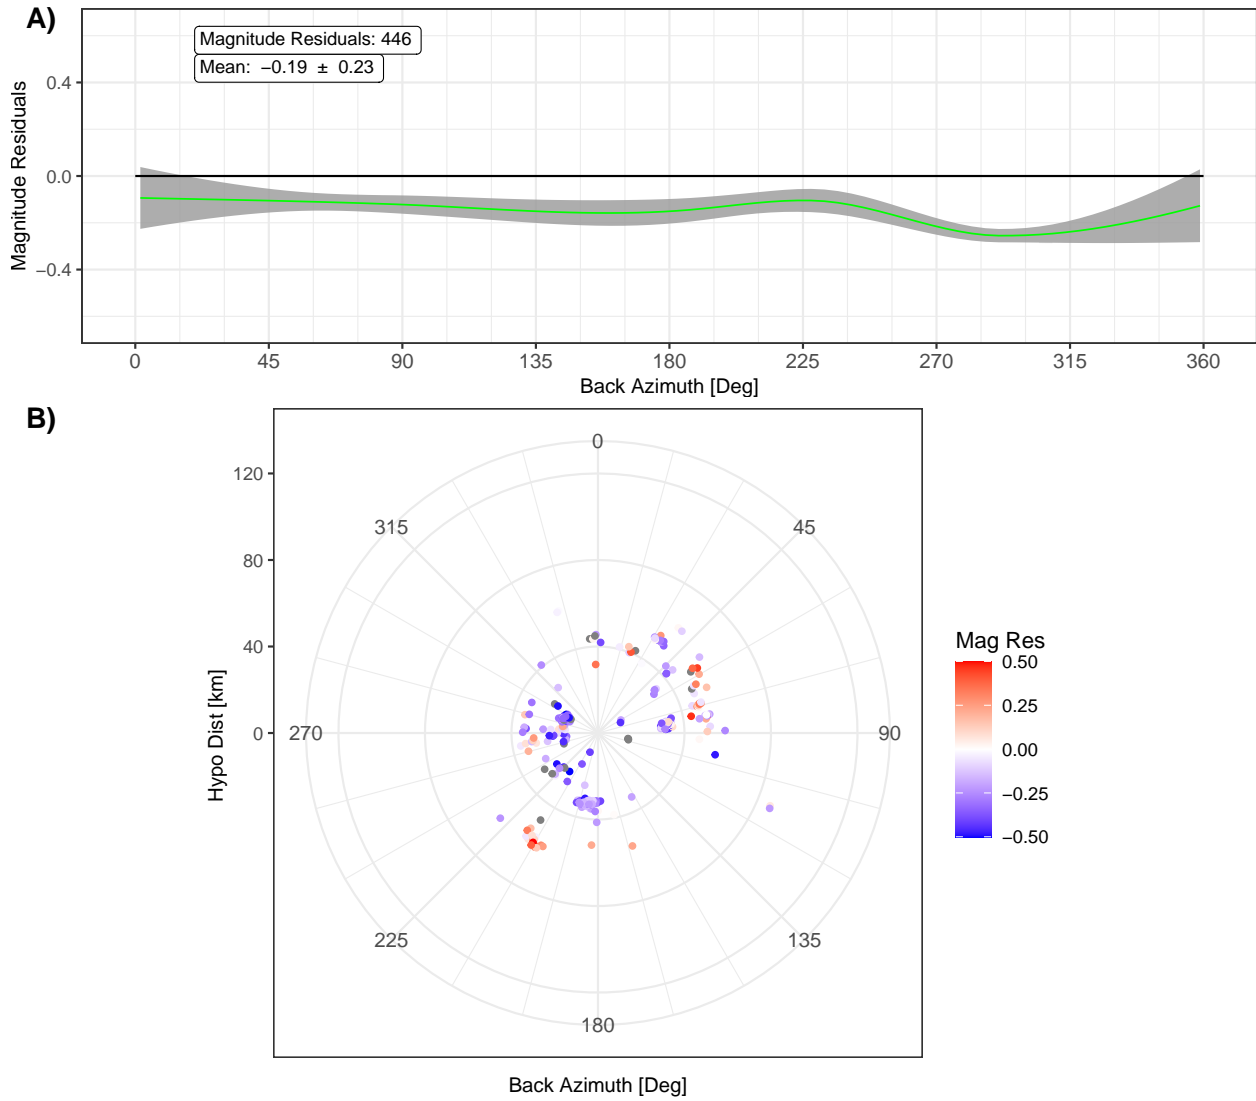 A)
Magnitude Residuals: 446
Mean: −0.19 ± 0.23
Magnitude Residuals
0.4
0.0
−0.4
0 45 90 135 180 225 270 315 360
Back Azimuth [Deg]
B)
Hypo Dist [km]
120
80
40
0
0
45
90
135
180
225
270
315
Back Azimuth [Deg]
Mag Res
0.50
0.25
0.00
−0.25
−0.50